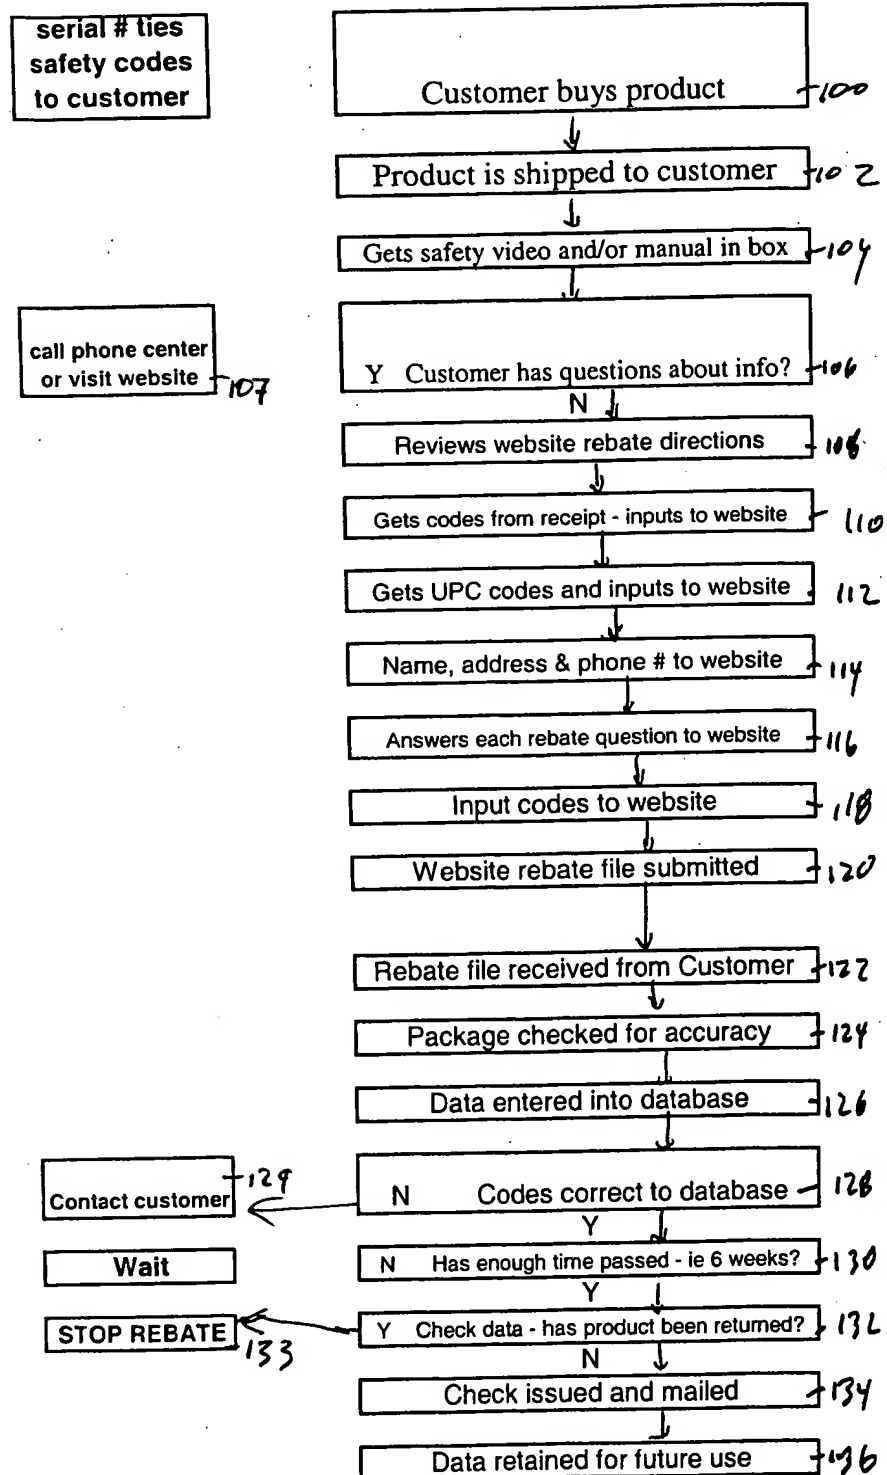 serial # ties
safety codes
to customer
Customer buys product 100
Product is shipped to customer 102
Gets safety video and/or manual in box 104
call phone center
or visit website 107
Y Customer has questions about info? 106
N
Reviews website rebate directions 108
Gets codes from receipt - inputs to website 110
Gets UPC codes and inputs to website 112
Name, address & phone # to website 114
Answers each rebate question to website 116
Input codes to website 118
Website rebate file submitted 120
Rebate file received from Customer 122
Package checked for accuracy 124
Data entered into database 126
129
Contact customer
N Codes correct to database 128
Y
Wait
N Has enough time passed - ie 6 weeks? 130
Y
STOP REBATE 133
Y Check data - has product been returned? 132
N
Check issued and mailed 134
Data retained for future use 136